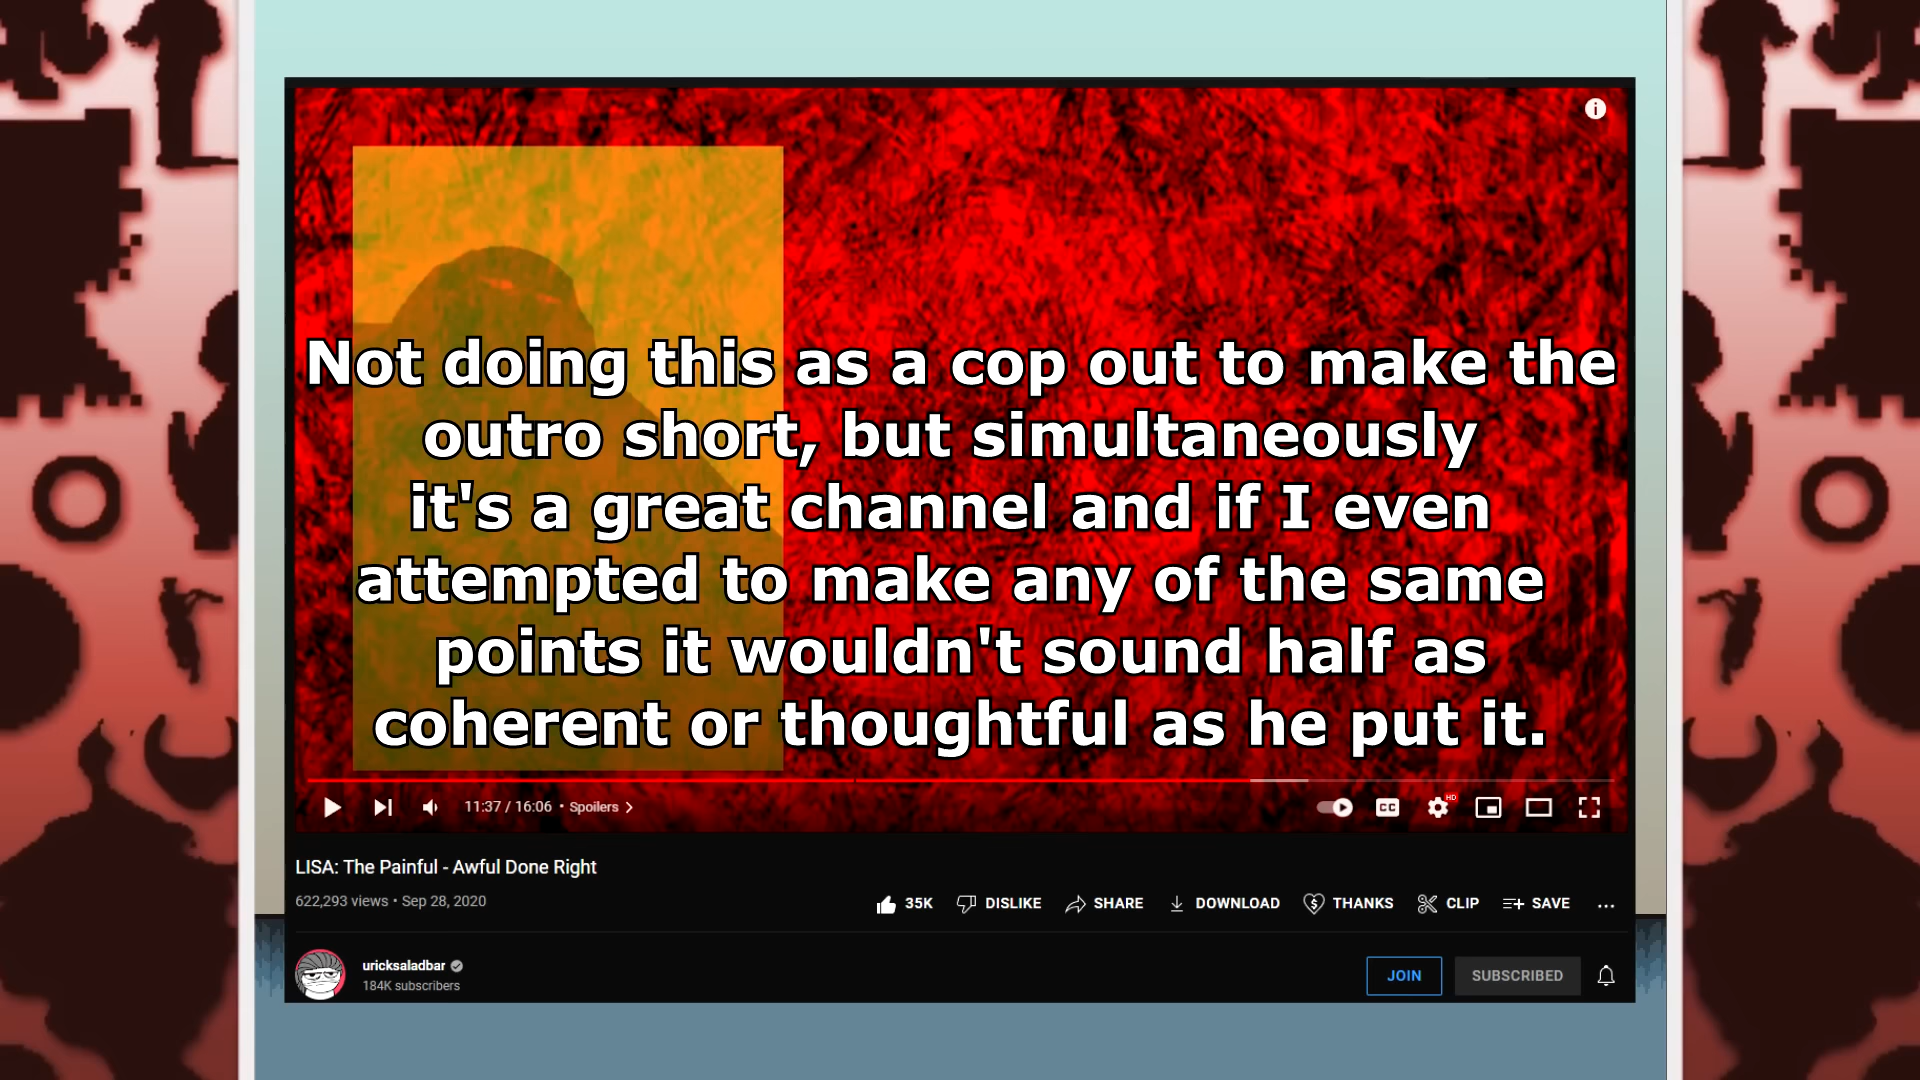 Not doing this as a cop out to make the
outro short, but simultaneously
it's a great channel and if I even
attempted to make any of the same
points it wouldn't sound half as
coherent or thoughtful as he put it.
11:37 / 16:06 • Spoilers
CC
HD
LISA: The Painful - Awful Done Right
622,293 views • Sep 28, 2020
35K DISLIKE SHARE DOWNLOAD THANKS CLIP SAVE ...
uricksaladbar
184K subscribers
JOIN SUBSCRIBED